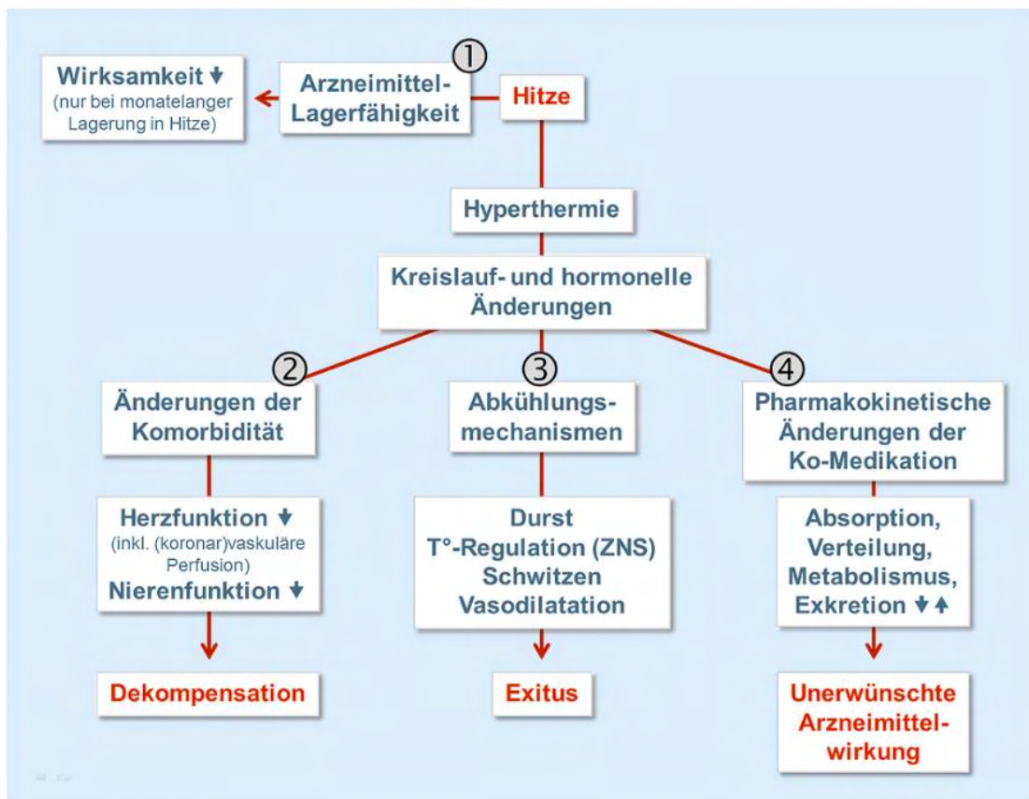 ①
Wirksamkeit ↓
(nur bei monatelanger
Lagerung in Hitze)
Arzneimittel-
Lagerfähigkeit
Hitze
Hyperthermie
Kreislauf- und hormonelle
Änderungen
②
Änderungen der
Komorbidität
Herzfunktion ↓
(inkl. (koronar)vaskuläre
Perfusion)
Nierenfunktion ↓
Dekompensation
③
Abkühlungs-
mechanismen
Durst
T°-Regulation (ZNS)
Schwitzen
Vasodilatation
Exitus
④
Pharmakokinetische
Änderungen der
Ko-Medikation
Absorption,
Verteilung,
Metabolismus,
Exkretion ↓ ↑
Unerwünschte
Arzneimittel-
wirkung